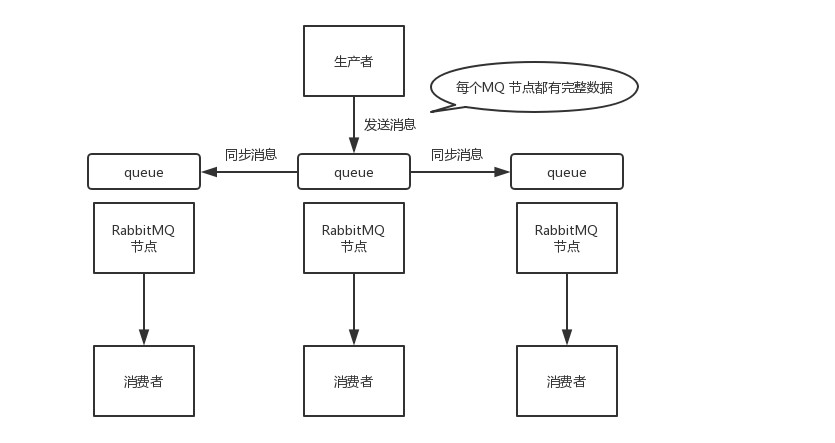 生产者
每个MQ 节点都有完整数据
发送消息
同步消息
同步消息
queue
queue
queue
RabbitMQ
节点
RabbitMQ
节点
RabbitMQ
节点
消费者
消费者
消费者